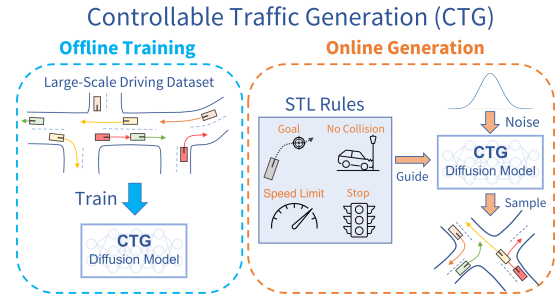 Controllable Traffic Generation (CTG)
Offline Training
Large-Scale Driving Dataset
Train
CTG
Diffusion Model
Online Generation
STL Rules
Goal
No Collision
Speed Limit
Stop
Guide
Noise
CTG
Diffusion Model
Sample